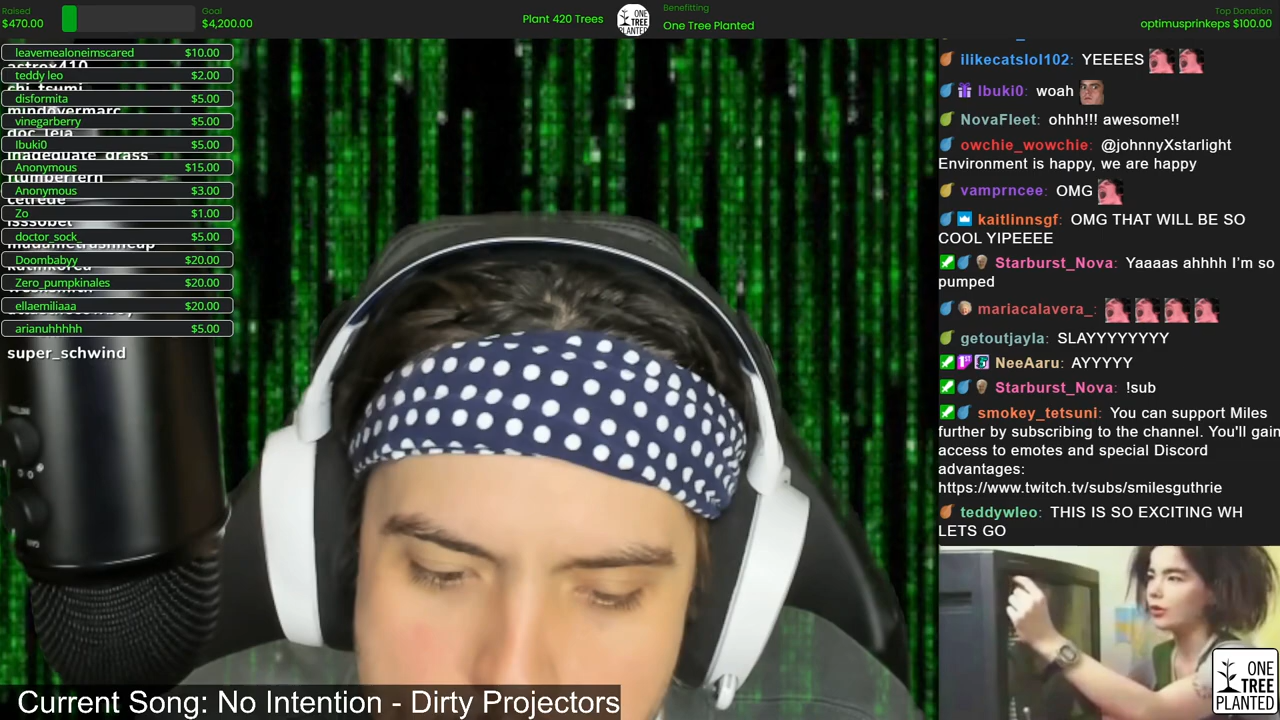 Raised
$470.00
Goal
$4,200.00
Plant 420 Trees
ONE
TREE
PLANTED
Benefitting
One Tree Planted
Top Donation
optimusprinkeps $100.00
leavemealoneimscared $10.00
teddy leo $2.00
disformita $5.00
mindovermarc
vinegarberry $5.00
Ibuki0 $5.00
inadequate_grass
Anonymous $15.00
Anonymous $3.00
Zo $1.00
doctor_sock_ $5.00
Doombabyy $20.00
Zero_pumpkinales $20.00
ellaemiliaaa $20.00
arianuhhhhh $5.00
super_schwind
ilikecatslol102: YEEEES
Ibuki0: woah
NovaFleet: ohhh!!! awesome!!
owchie_wowchie: @johnnyXstarlight
Environment is happy, we are happy
vamprncee: OMG
kaitlinnsgf: OMG THAT WILL BE SO
COOL YIPEEEE
Starburst_Nova: Yaaaas ahhhh I’m so
pumped
mariacalavera_:
getoutjayla: SLAYYYYYYYY
NeeAaru: AYYYYY
Starburst_Nova: !sub
smokey_tetsuni: You can support Miles
further by subscribing to the channel. You'll gain
access to emotes and special Discord
advantages:
https://www.twitch.tv/subs/smilesguthrie
teddywleo: THIS IS SO EXCITING WH
LETS GO
ONE
TREE
PLANTED
Current Song: No Intention - Dirty Projectors